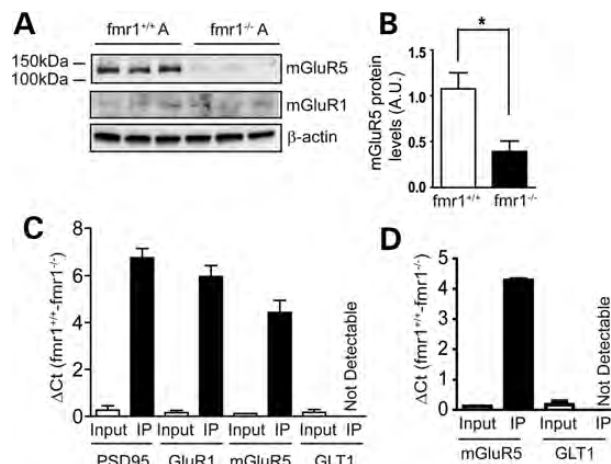 A
fmr1+/+ A fmr1-/- A
150kDa
100kDa
mGluR5
mGluR1
β-actin
B
*
mGluR5 protein
levels (A.U.)
1.5
1.0
0.5
0.0
fmr1+/+ fmr1-/-
C
ΔCt (fmr1+/+-fmr1-/-)
8
6
4
2
0
Not Detectable
Input IP Input IP Input IP Input IP
PSD95 GluR1 mGluR5 GLT1
D
ΔCt (fmr1+/+-fmr1-/-)
5
4
3
2
1
0
Not Detectable
Input IP Input IP
mGluR5 GLT1